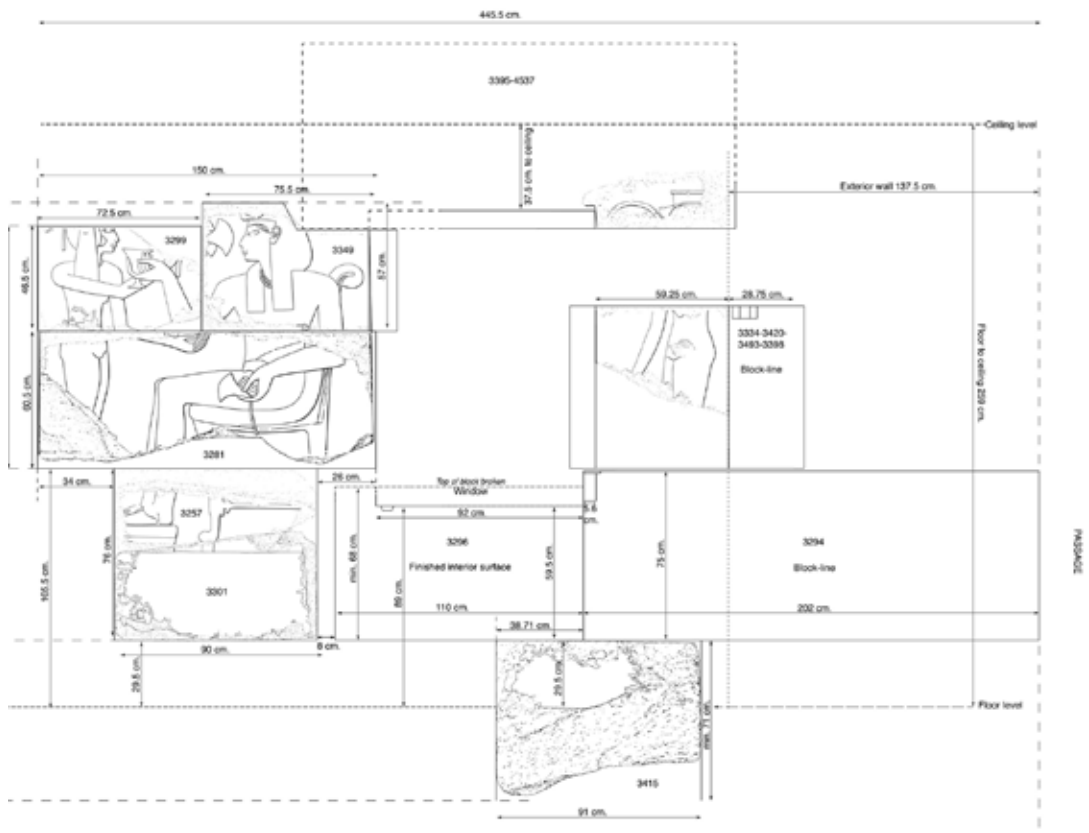 445.5 cm.
3395-4537
Ceiling level
37.5 cm. to ceiling
150 cm.
75.5 cm.
Exterior wall 137.5 cm.
72.5 cm.
3299
3349
57 cm.
46.5 cm.
59.25 cm.
28.75 cm.
3334-3420-
3493-3398
Block-line
Floor to ceiling 259 cm.
60.5 cm.
3281
34 cm.
26 cm.
Top of block broken
Window
92 cm.
5.6
cm.
3257
76 cm.
min. 68 cm.
3296
Finished interior surface
59.5 cm.
3294
Block-line
75 cm.
PASSAGE
105.5 cm.
3301
89 cm.
110 cm.
202 cm.
38.71 cm.
90 cm.
8 cm.
29.5 cm.
29.5 cm.
Floor level
min. 71 cm.
3415
91 cm.